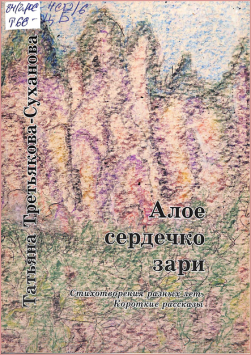 Татьяна Третьякова-Суханова
Алое
сердечко
зари
Стихотворения разных лет
Короткие рассказы